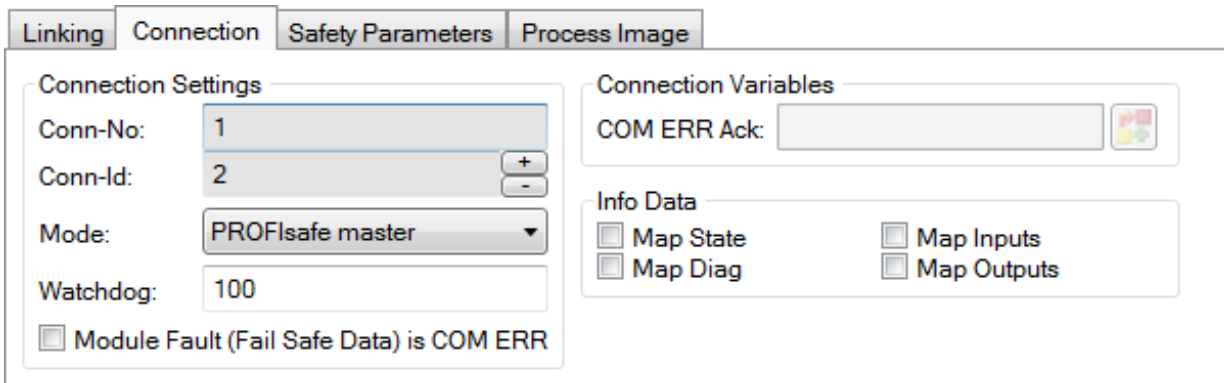 Linking Connection Safety Parameters Process Image
Connection Settings
Conn-No: 1
Conn-Id: 2 + -
Mode: PROFIsafe master
Watchdog: 100
Module Fault (Fail Safe Data) is COM ERR
Connection Variables
COM ERR Ack:
Info Data
Map State Map Inputs
Map Diag Map Outputs